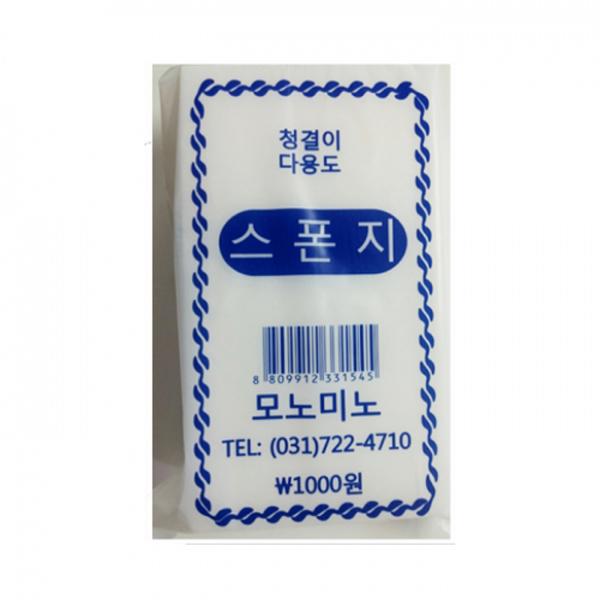 청결이
다용도
스폰지
8 809912 331545
모노미노
TEL: (031)722-4710
₩1000원